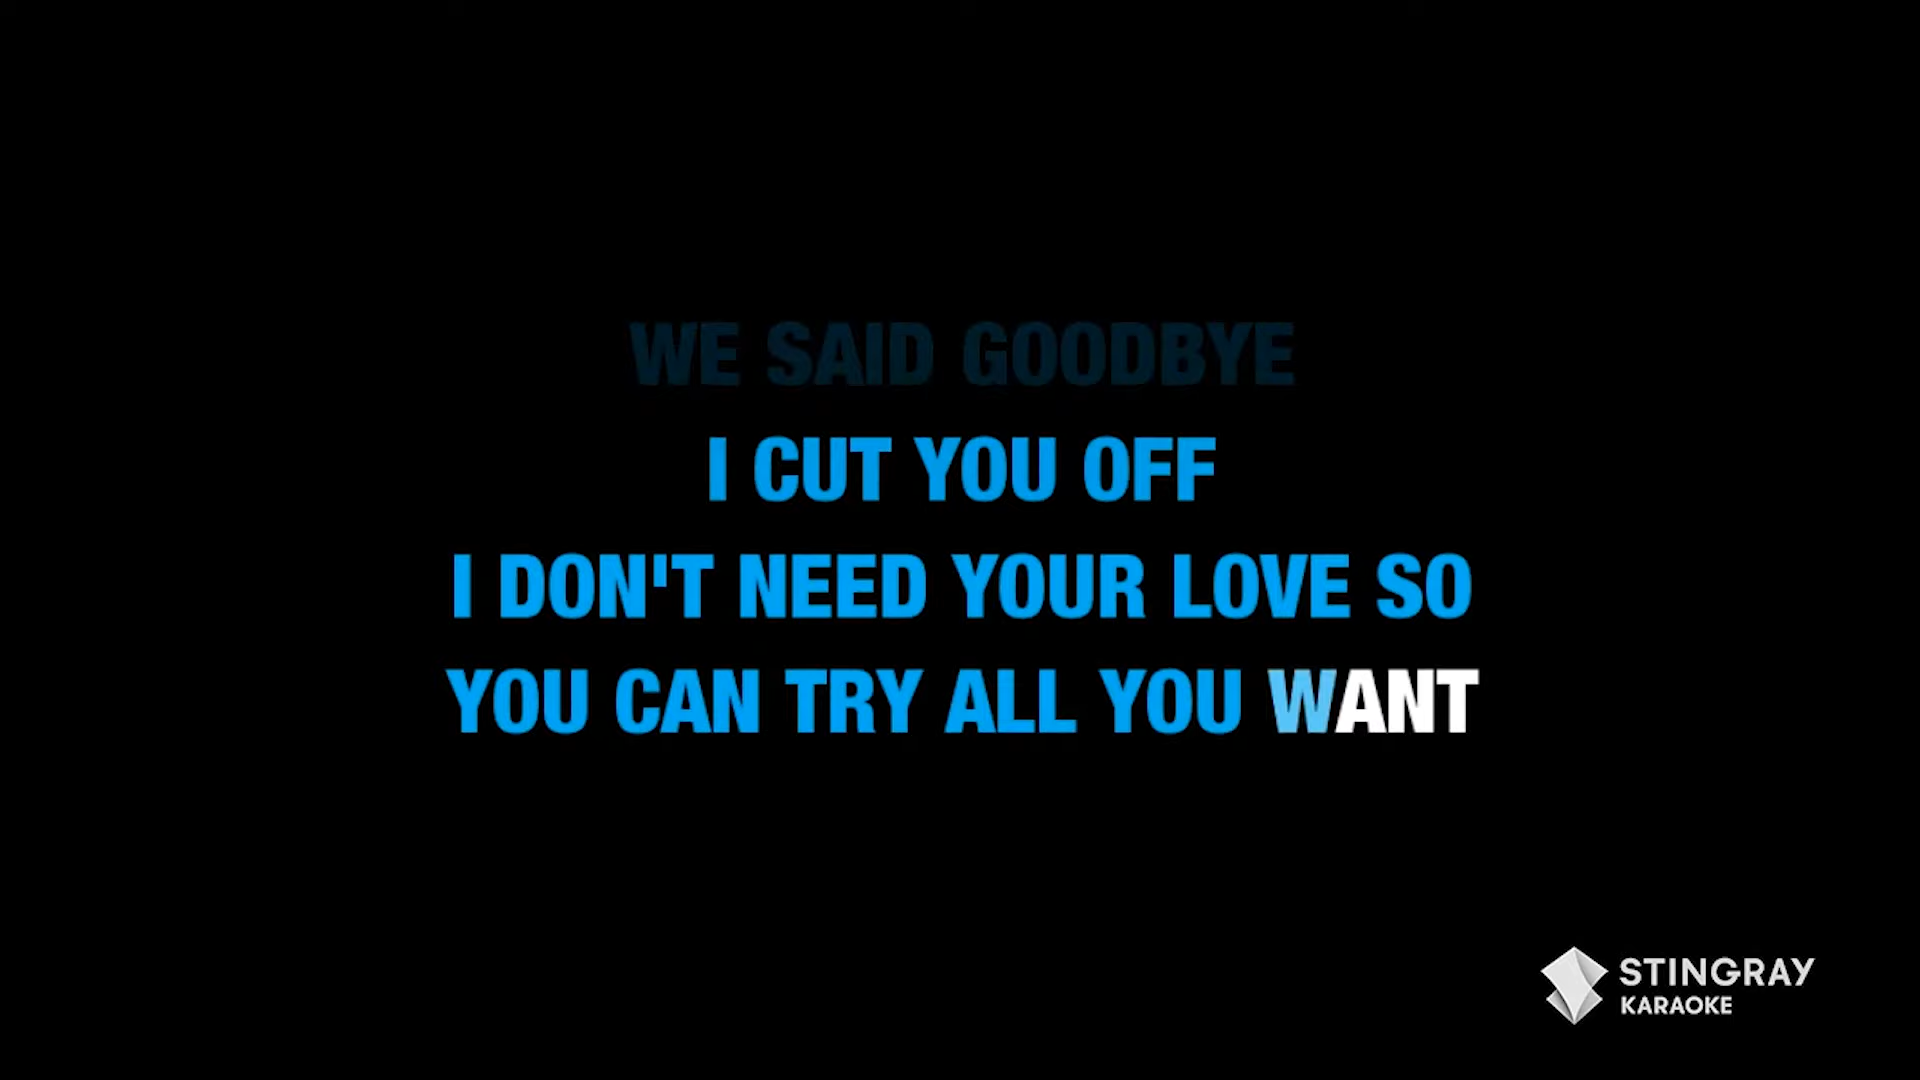 WE SAID GOODBYE
I CUT YOU OFF
I DON'T NEED YOUR LOVE SO
YOU CAN TRY ALL YOU WANT
STINGRAY
KARAOKE